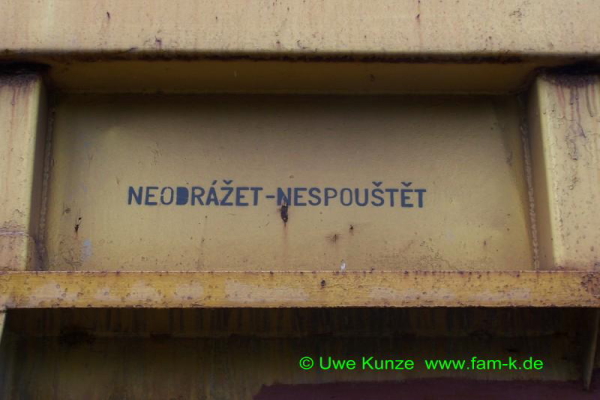 NEODRÁŽET-NESPOUŠTĚT
© Uwe Kunze www.fam-k.de